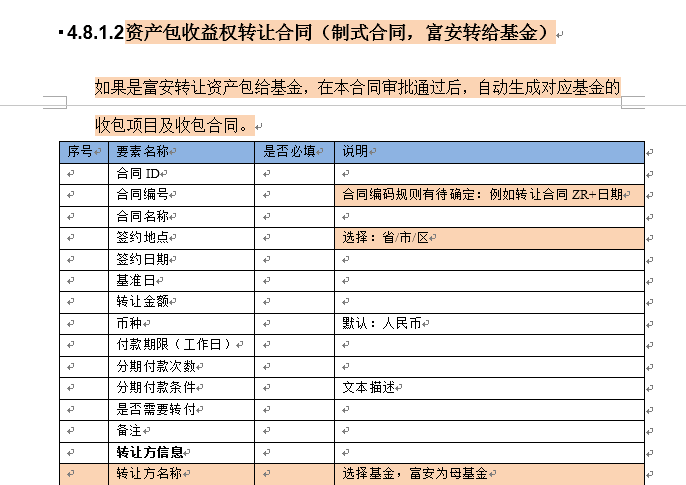 4.8.1.2资产包收益权转让合同（制式合同，富安转给基金）
如果是富安转让资产包给基金，在本合同审批通过后，自动生成对应基金的
收包项目及收包合同。
序号 要素名称 是否必填 说明
合同 ID
合同编号 合同编码规则有待确定：例如转让合同 ZR+日期
合同名称
签约地点 选择：省/市/区
签约日期
基准日
转让金额
币种 默认：人民币
付款期限（工作日）
分期付款次数
分期付款条件 文本描述
是否需要转付
备注
转让方信息
转让方名称 选择基金，富安为母基金